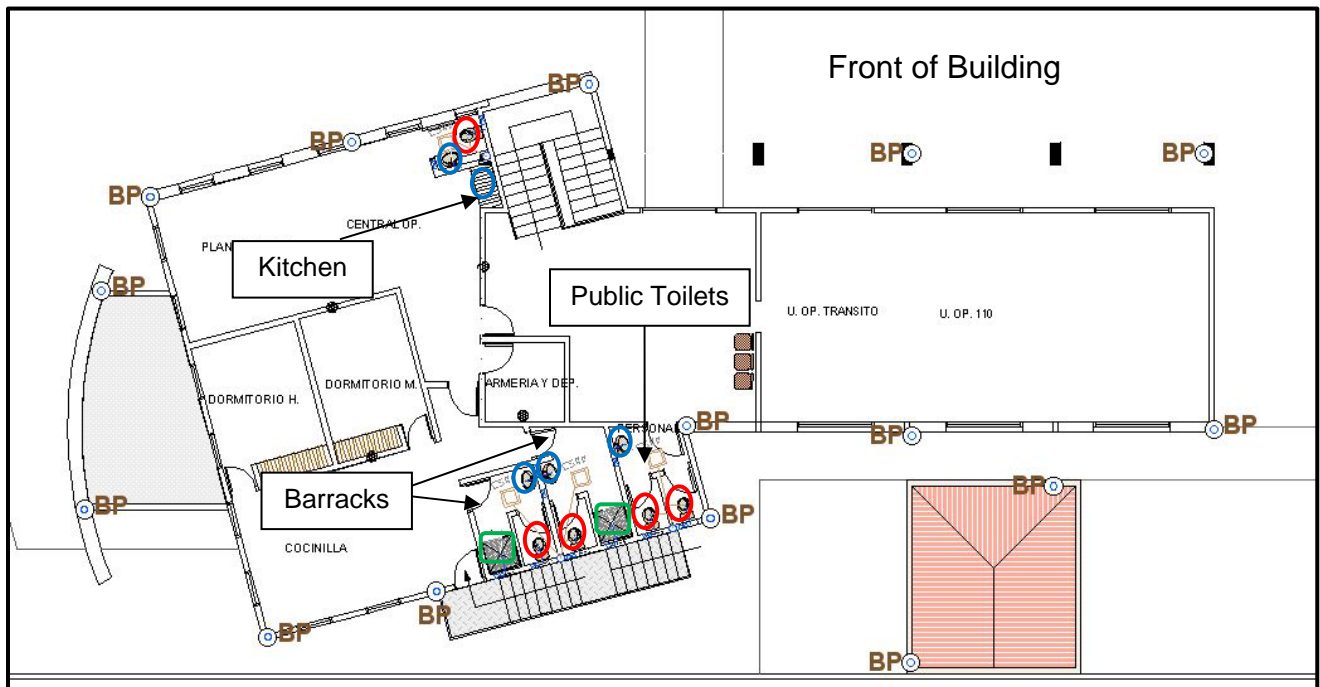 Front of Building
BP
BP
BP
BP
BP
CENTRAL OP.
PLAN
Kitchen
BP
Public Toilets
U. OP. TRANSITO
U. OP. 110
DORMITORIO M.
ARMERIA Y DEP.
DORMITORIO H.
PERSONA
BP
BP
BP
Barracks
BP
BP
BP
COCINILLA
BP
BP
BP